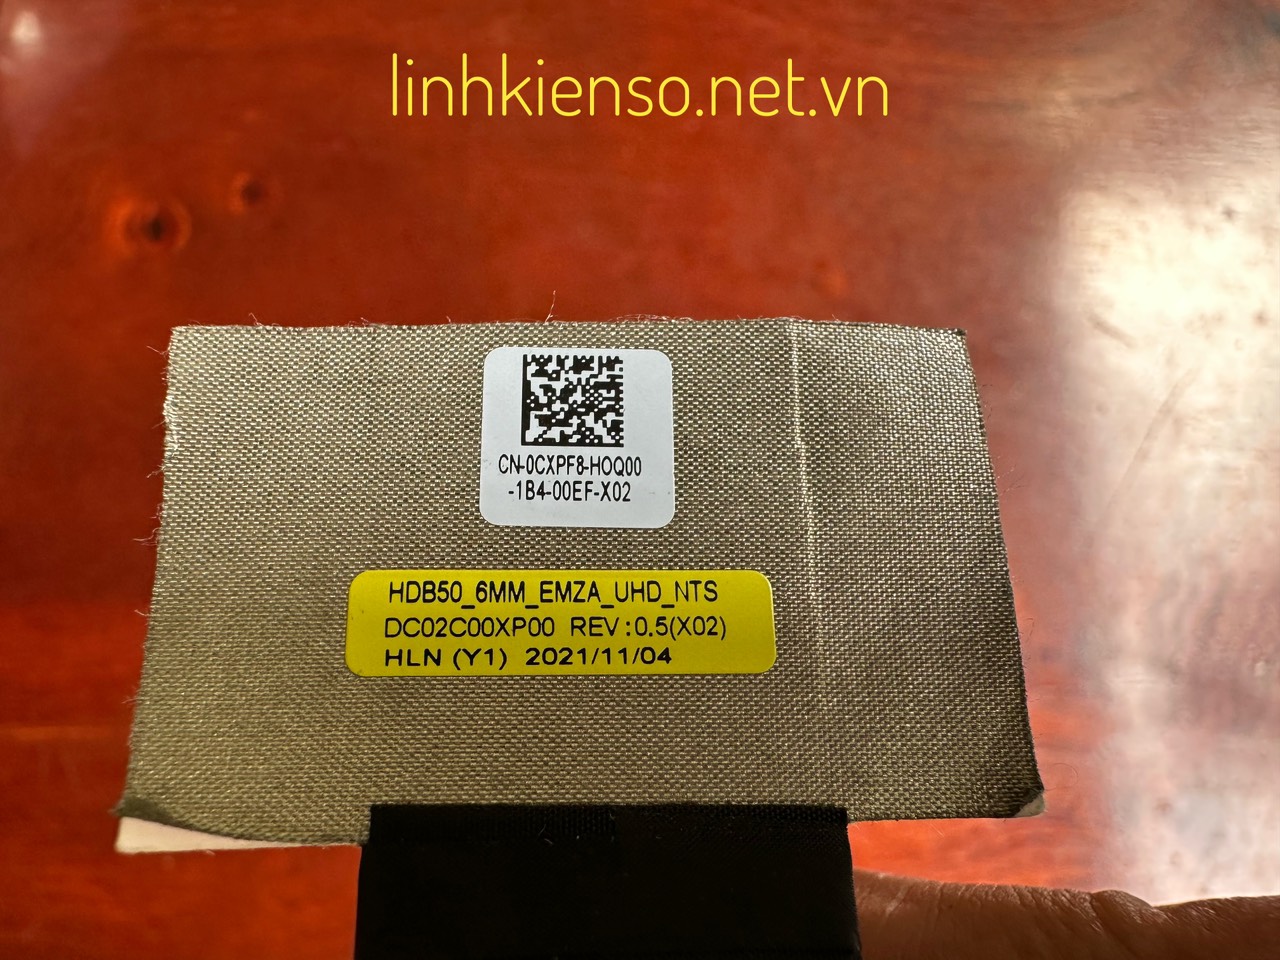 linhkienso.net.vn
CN-0CXPF8-HOQ00
-1B4-00EF-X02
HDB50_6MM_EMZA_UHD_NTS
DC02C00XP00 REV:0.5(X02)
HLN (Y1) 2021/11/04